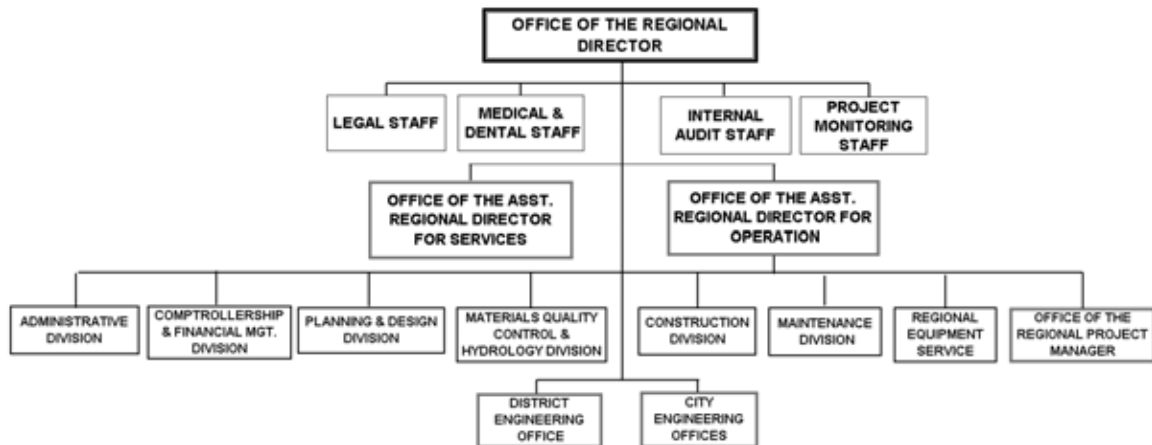 OFFICE OF THE REGIONAL
DIRECTOR
LEGAL STAFF
MEDICAL &
DENTAL STAFF
INTERNAL
AUDIT STAFF
PROJECT
MONITORING
STAFF
OFFICE OF THE ASST.
REGIONAL DIRECTOR
FOR SERVICES
OFFICE OF THE ASST.
REGIONAL DIRECTOR FOR
OPERATION
ADMINISTRATIVE
DIVISION
COMPTROLLERSHIP
& FINANCIAL MGT.
DIVISION
PLANNING & DESIGN
DIVISION
MATERIALS QUALITY
CONTROL &
HYDROLOGY DIVISION
CONSTRUCTION
DIVISION
MAINTENANCE
DIVISION
REGIONAL
EQUIPMENT
SERVICE
OFFICE OF THE
REGIONAL PROJECT
MANAGER
DISTRICT
ENGINEERING
OFFICE
CITY
ENGINEERING
OFFICES